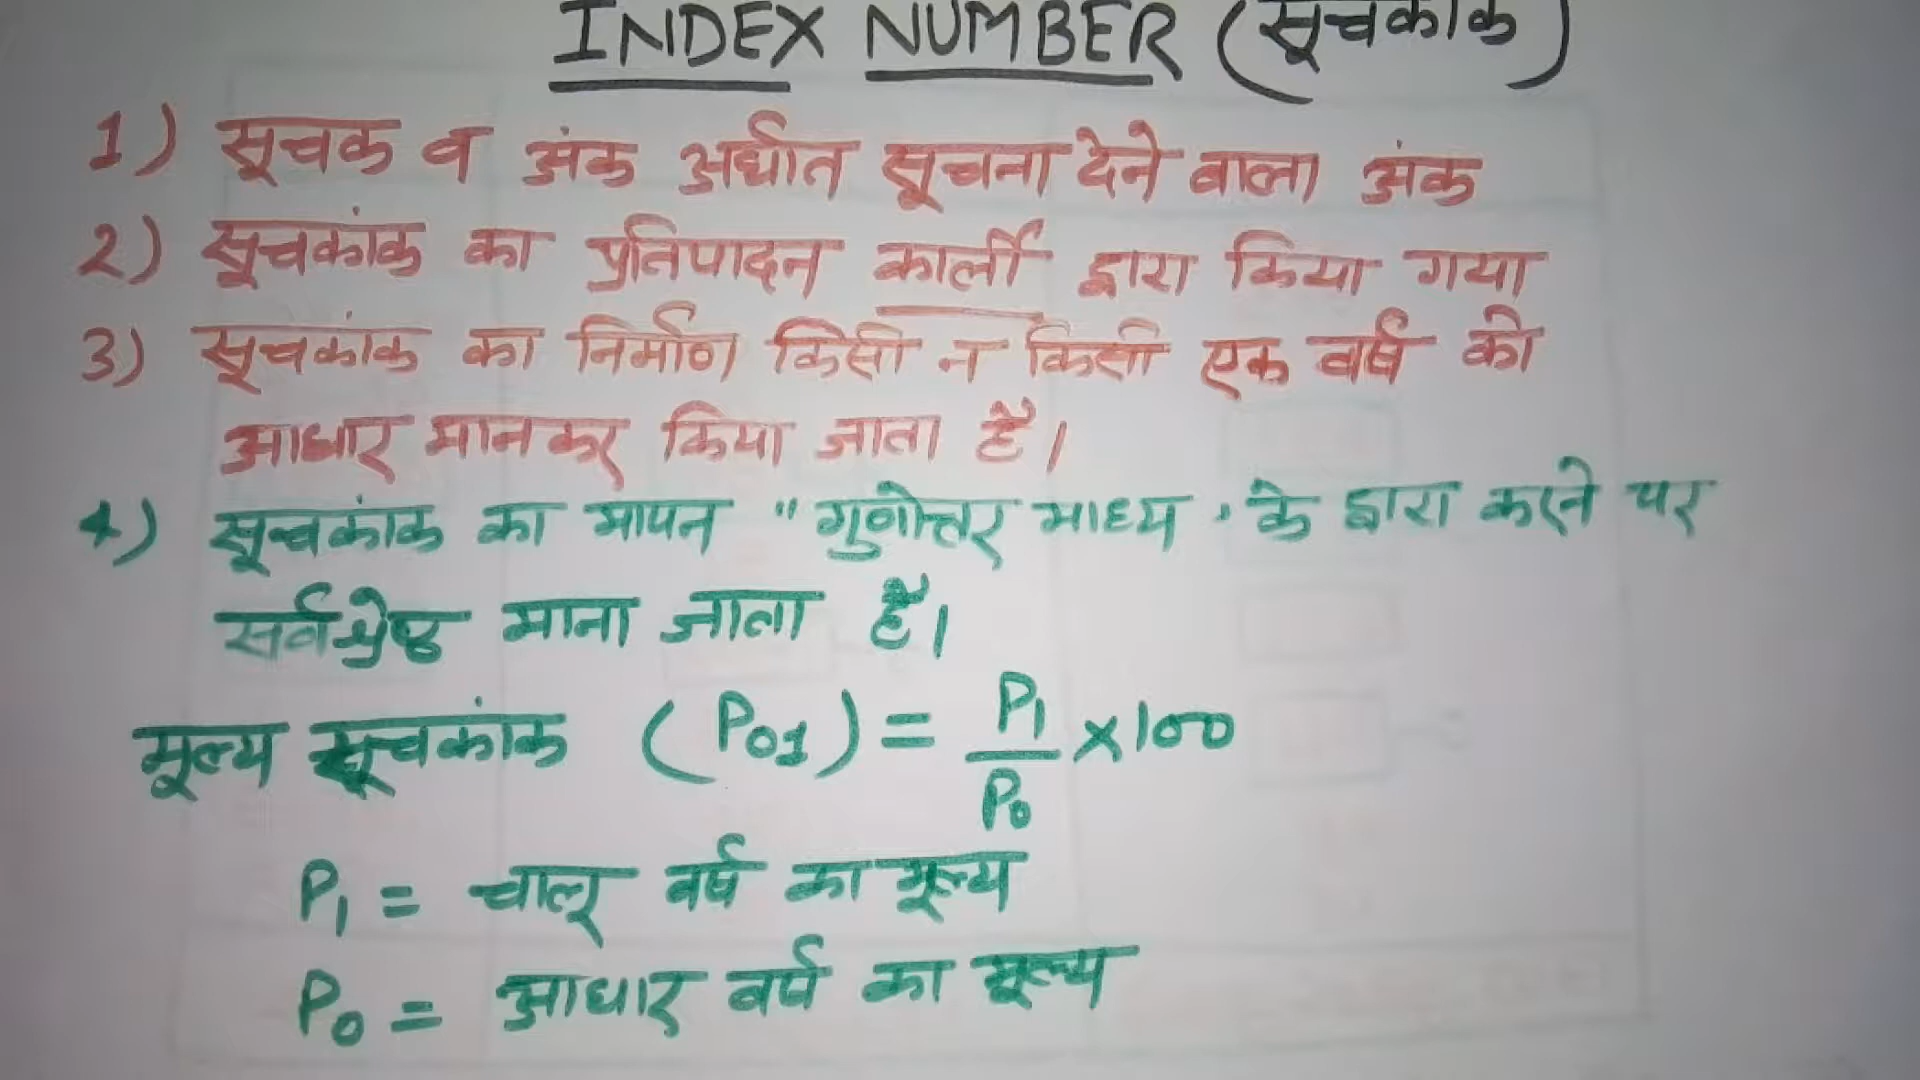 INDEX NUMBER (सूचकांक)
1) सूचक व अंक अर्थात सूचना देने वाला अंक
2) सूचकांक का प्रतिपादन कार्ली द्वारा किया गया
3) सूचकांक का निर्माण किसी न किसी एक वर्ष को
आधार मानकर किया जाता है।
4) सूचकांक का मापन "गुणोत्तर माध्य' के द्वारा करने पर
सर्वश्रेष्ठ माना जाता है।
मूल्य सूचकांक (P01) = P1/P0 ×100
P1 = चालू वर्ष का मूल्य
P0 = आधार वर्ष का मूल्य